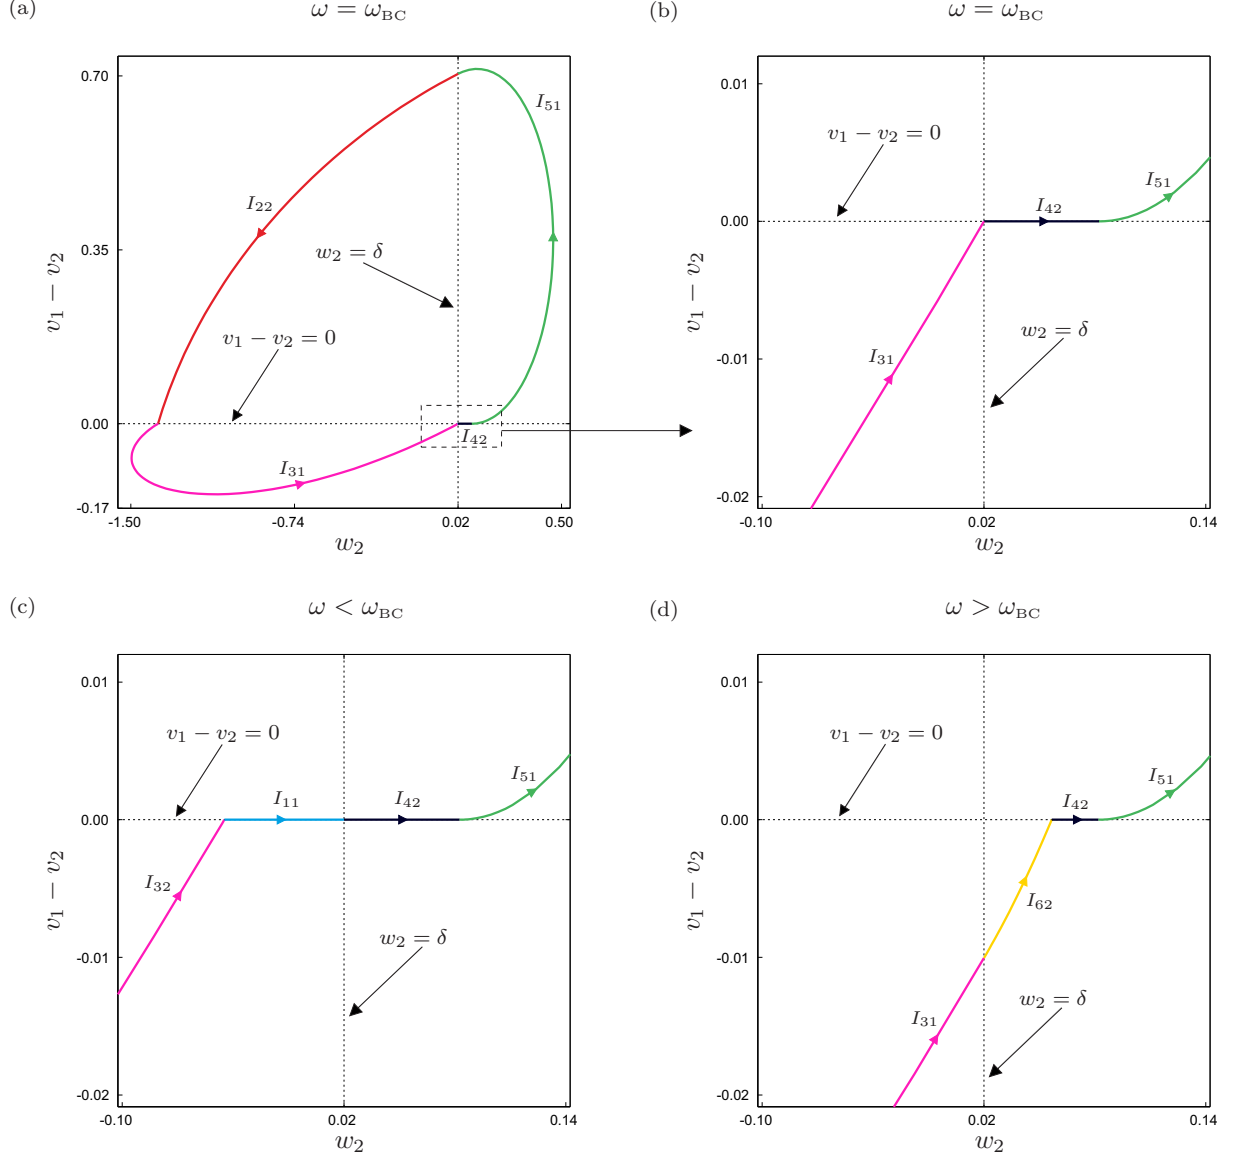 (a)
ω = ω_BC
0.70
0.35
0.00
-0.17
-1.50
-0.74
0.02
0.50
v₁ − v₂
w₂
I₅₁
I₂₂
w₂ = δ
v₁ − v₂ = 0
I₄₂
I₃₁
(b)
ω = ω_BC
0.01
0.00
-0.01
-0.02
-0.10
0.02
0.14
v₁ − v₂
w₂
v₁ − v₂ = 0
I₅₁
I₄₂
w₂ = δ
I₃₁
(c)
ω < ω_BC
0.01
0.00
-0.01
-0.02
-0.10
0.02
0.14
v₁ − v₂
w₂
v₁ − v₂ = 0
I₅₁
I₁₁
I₄₂
I₃₂
w₂ = δ
(d)
ω > ω_BC
0.01
0.00
-0.01
-0.02
-0.10
0.02
0.14
v₁ − v₂
w₂
v₁ − v₂ = 0
I₅₁
I₄₂
I₆₂
w₂ = δ
I₃₁